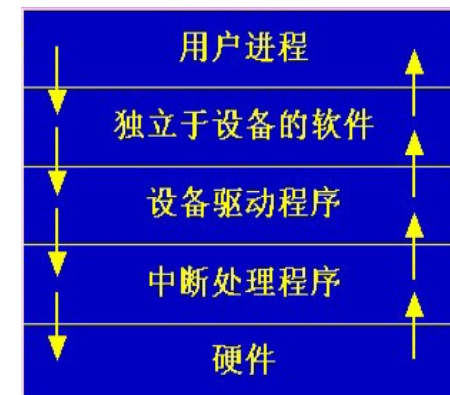 用户进程
独立于设备的软件
设备驱动程序
中断处理程序
硬件